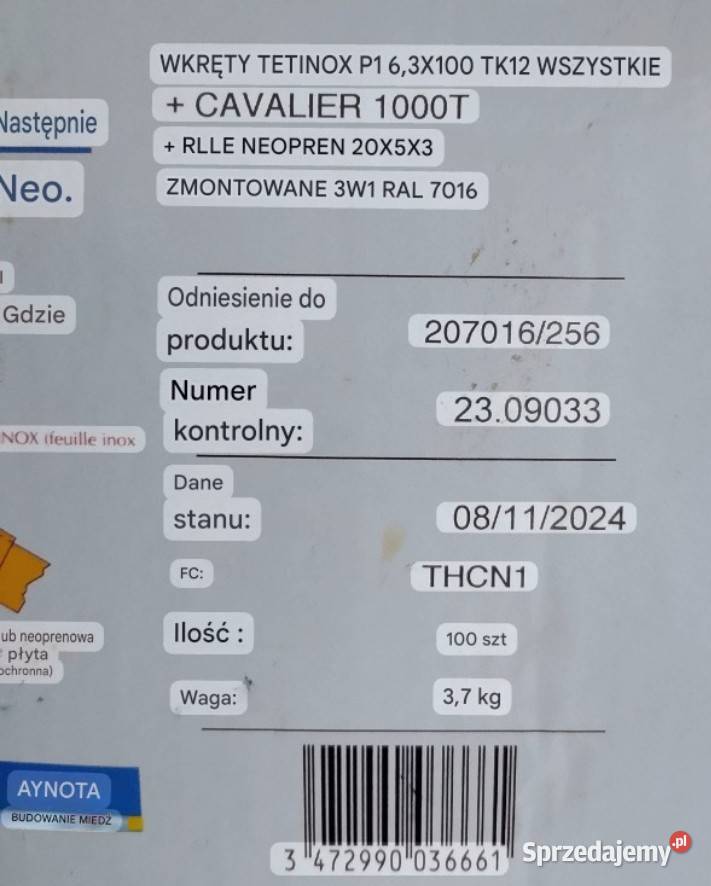 WKRĘTY TETINOX P1 6,3X100 TK12 WSZYSTKIE
+ CAVALIER 1000T
+ RLLE NEOPREN 20X5X3
ZMONTOWANE 3W1 RAL 7016
Następnie
Neo.
Gdzie
NOX (feuille inox
ub neoprenowa
płyta
ochronna)
Odniesienie do
produktu: 207016/256
Numer
kontrolny: 23.09033
Dane
stanu: 08/11/2024
FC: THCN1
Ilość : 100 szt
Waga: 3,7 kg
AYNOTA
BUDOWANIE MIEDŹ
3 472990 036661
Sprzedajemy.pl